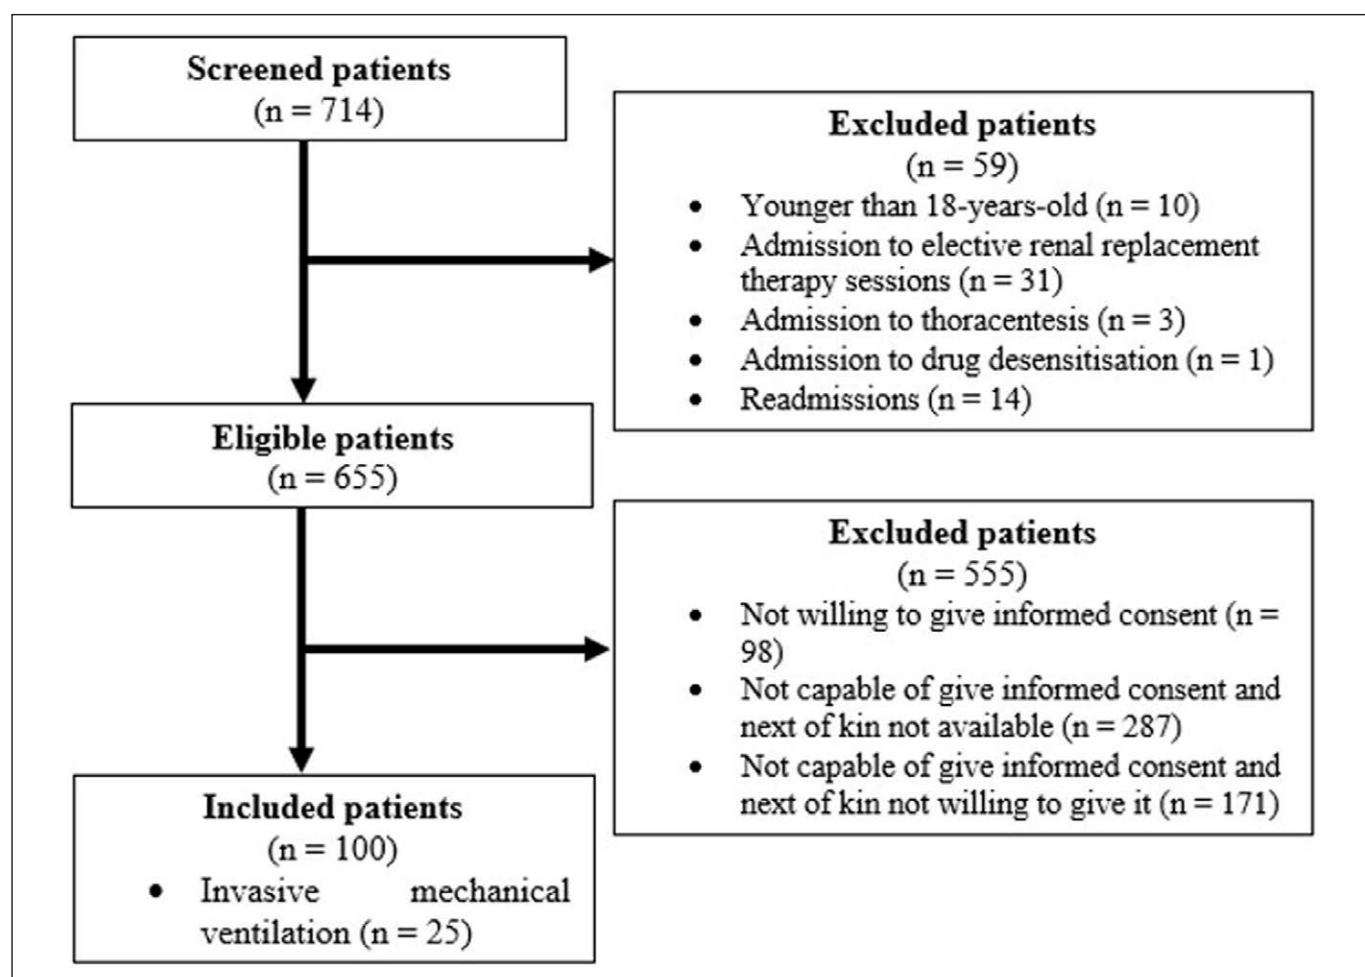 Screened patients
(n = 714)
Excluded patients
(n = 59)
• Younger than 18-years-old (n = 10)
• Admission to elective renal replacement
therapy sessions (n = 31)
• Admission to thoracentesis (n = 3)
• Admission to drug desensitisation (n = 1)
• Readmissions (n = 14)
Eligible patients
(n = 655)
Excluded patients
(n = 555)
• Not willing to give informed consent (n =
98)
• Not capable of give informed consent and
next of kin not available (n = 287)
• Not capable of give informed consent and
next of kin not willing to give it (n = 171)
Included patients
(n = 100)
• Invasive mechanical
ventilation (n = 25)